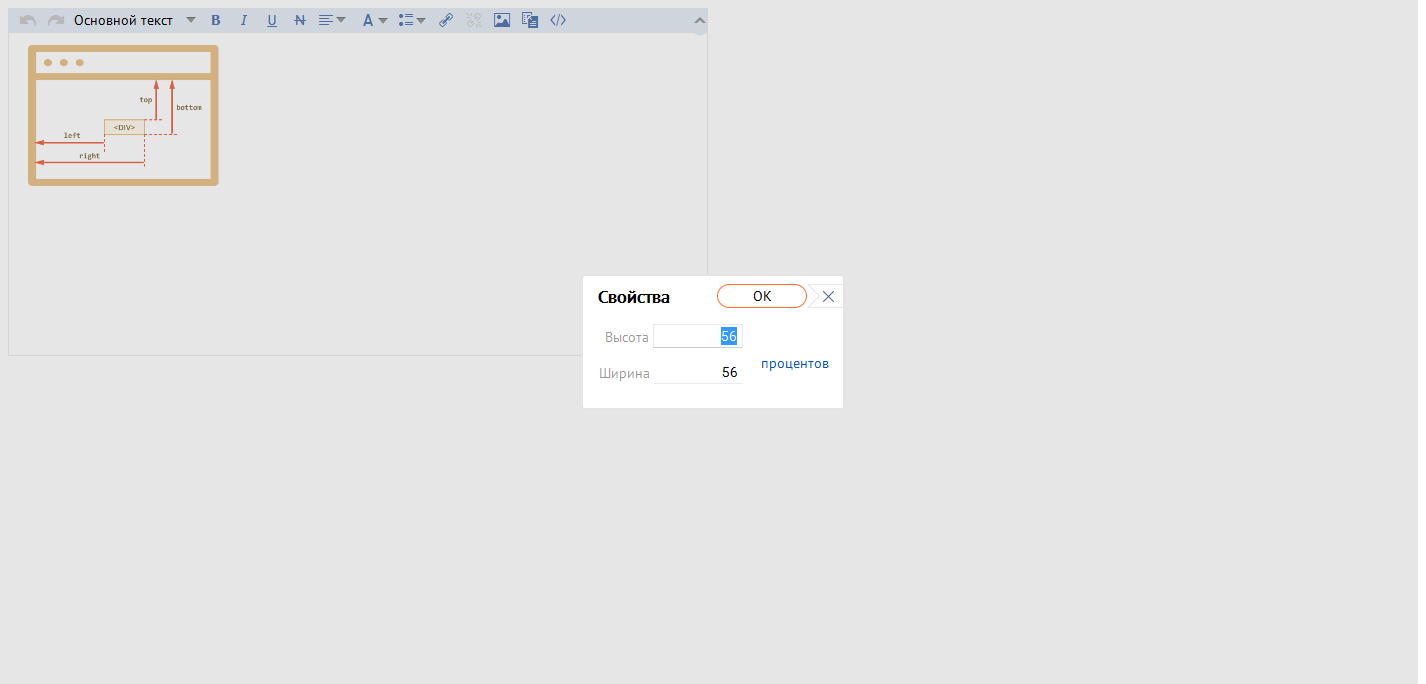 Основной текст B I U N A </>
top
bottom
<DIV>
left
right
Свойства OK
Высота 56
процентов
Ширина 56